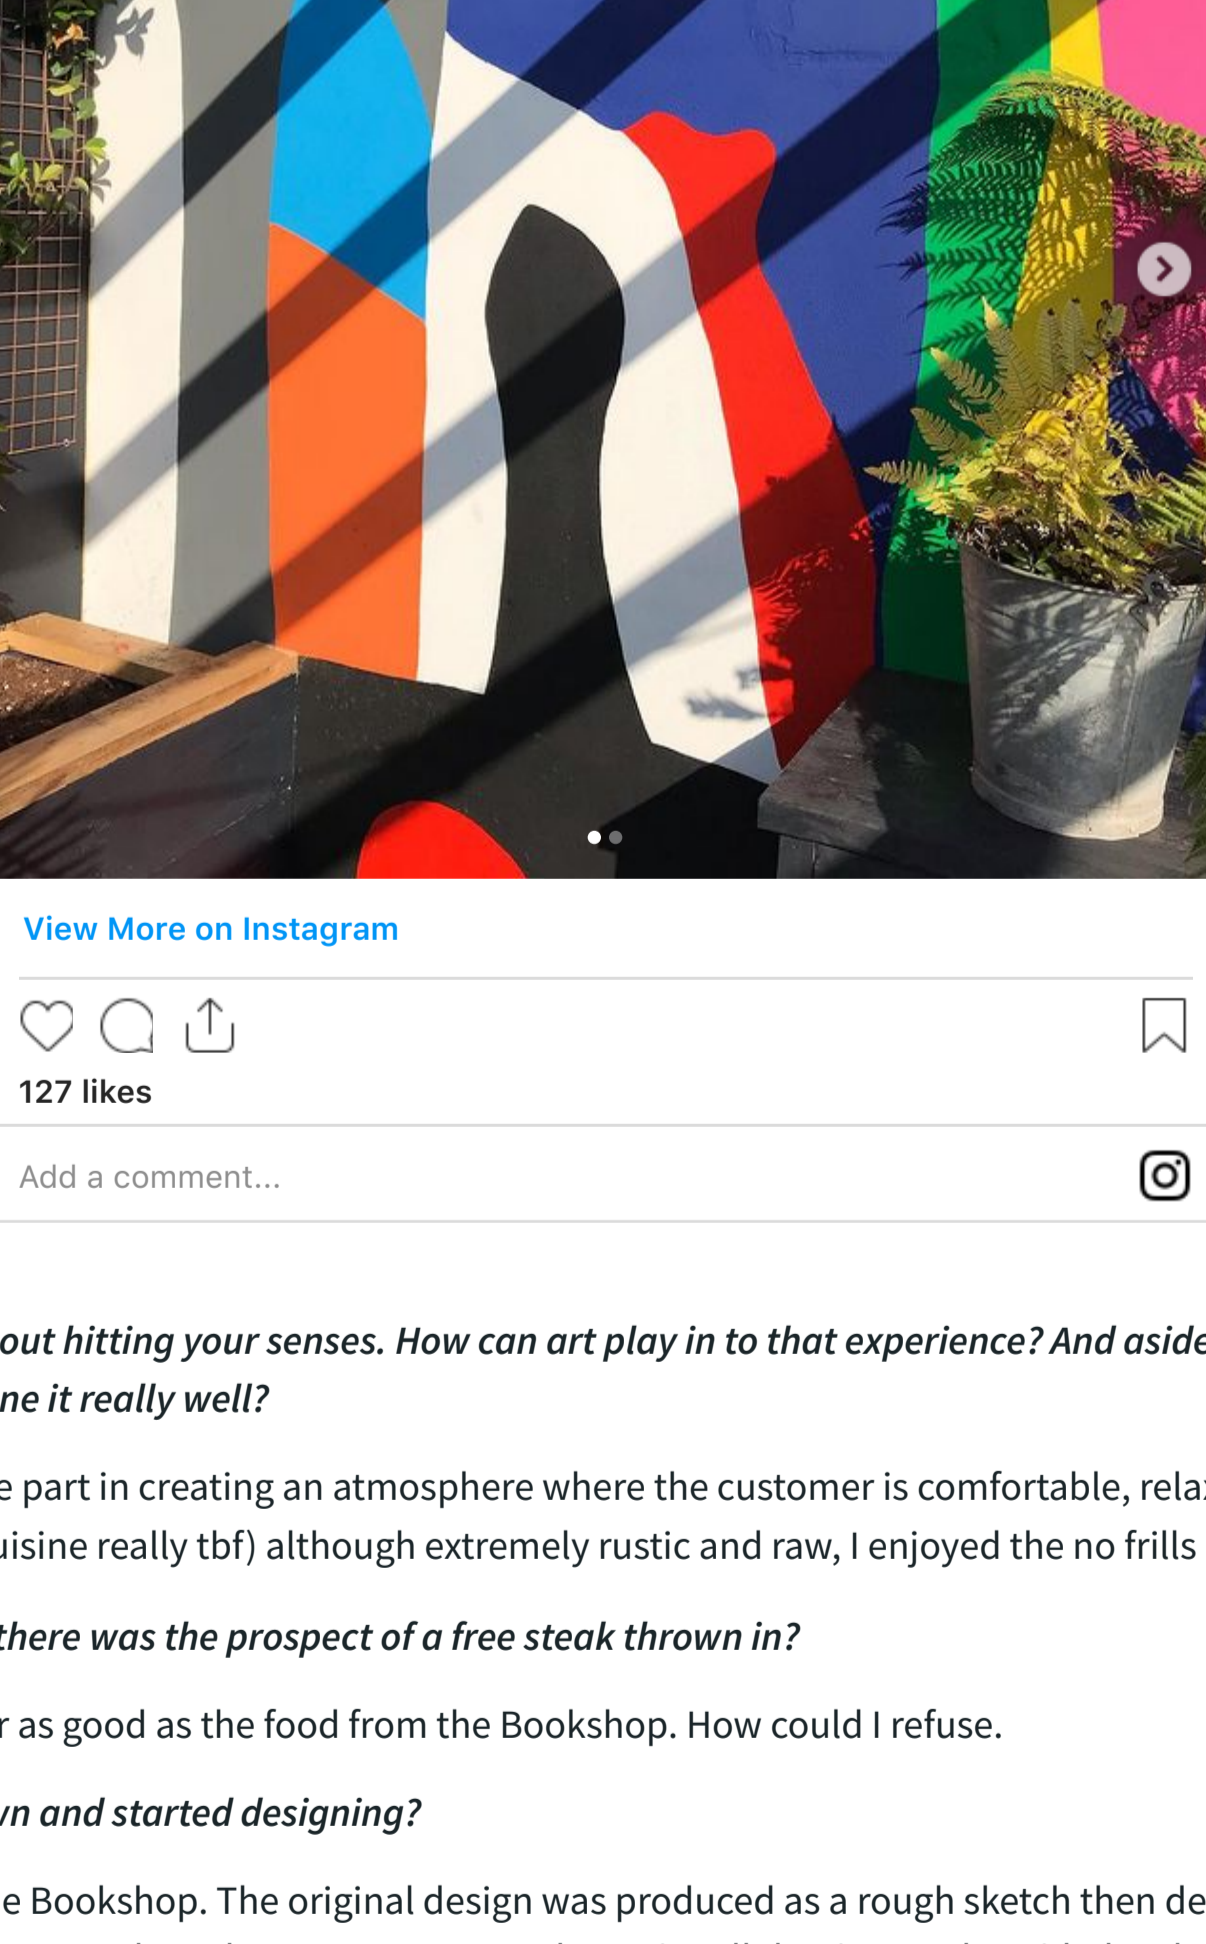 View More on Instagram
127 likes
Add a comment...
out hitting your senses. How can art play in to that experience? And aside
ne it really well?
e part in creating an atmosphere where the customer is comfortable, relax
uisine really tbf) although extremely rustic and raw, I enjoyed the no frills
there was the prospect of a free steak thrown in?
r as good as the food from the Bookshop. How could I refuse.
wn and started designing?
e Bookshop. The original design was produced as a rough sketch then de